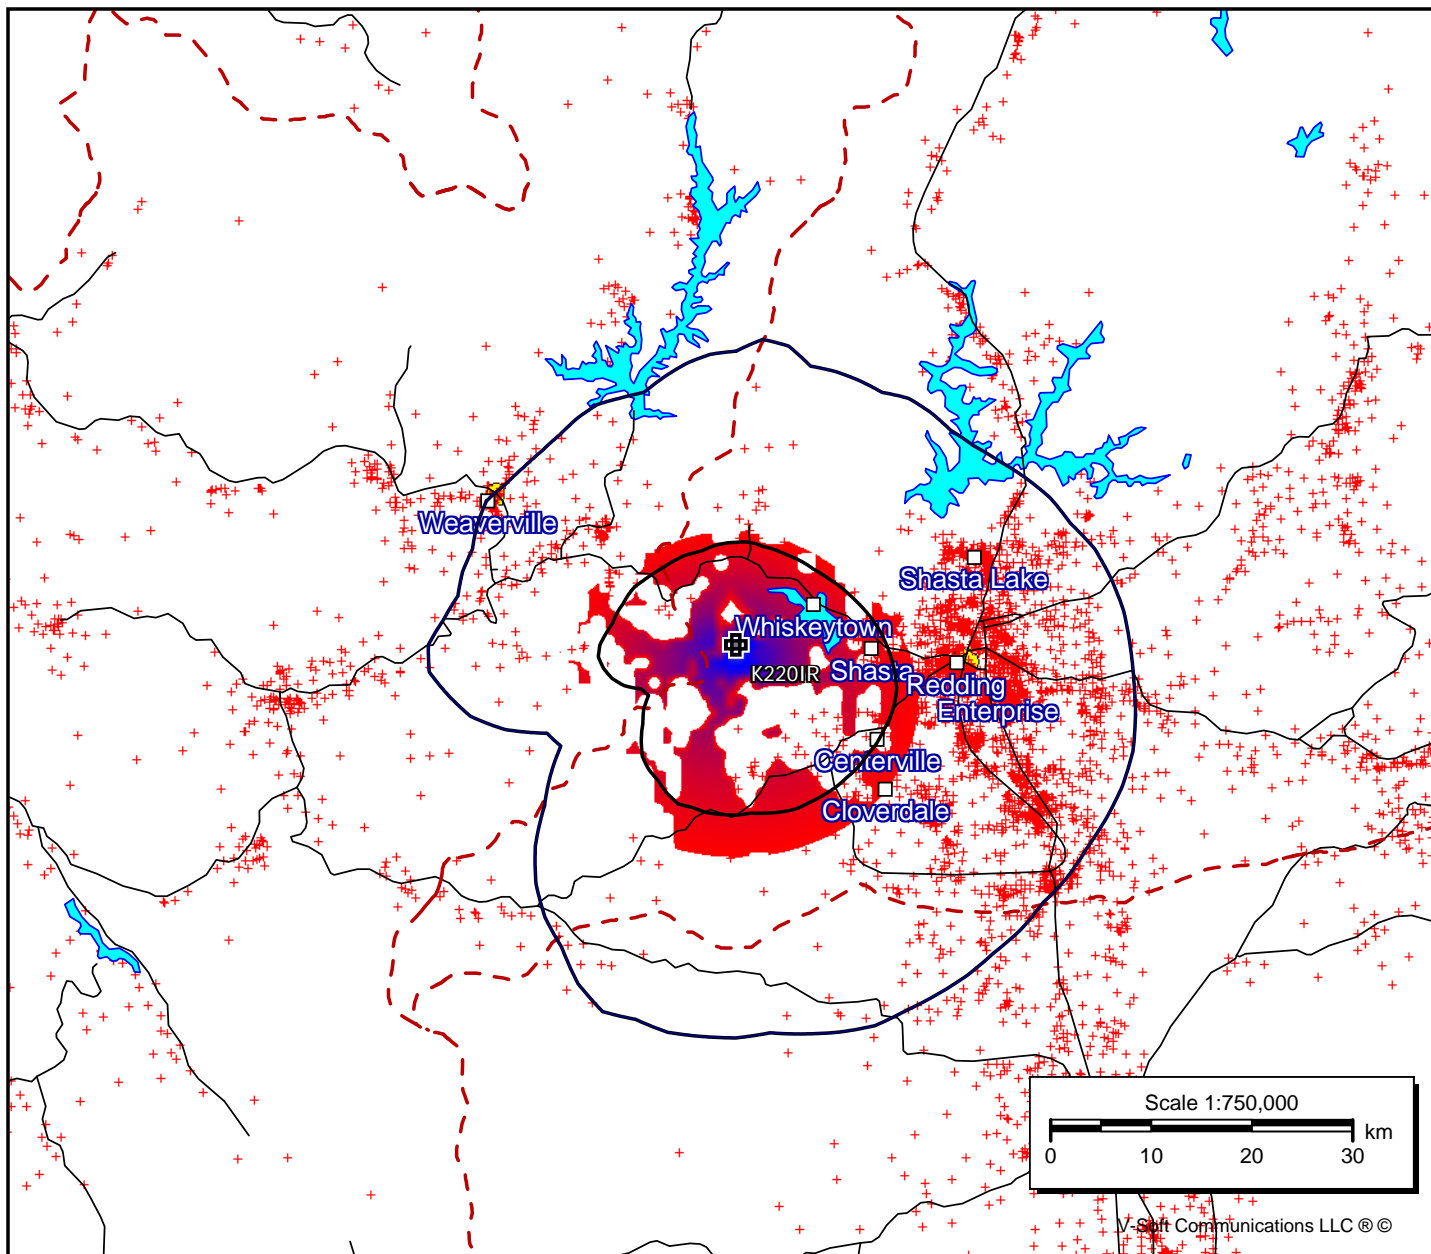 Weaverville
Shasta Lake
Whiskeytown
K220IR
Shasta
Redding
Enterprise
Centerville
Cloverdale
Scale 1:750,000
km
0 10 20 30
V-Soft Communications LLC ® ©